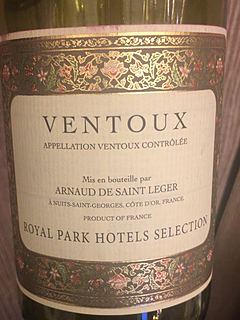 VENTOUX
APPELLATION VENTOUX CONTRÔLÉE
Mis en bouteille par
ARNAUD DE SAINT LEGER
À NUITS-SAINT-GEORGES, CÔTE D'OR, FRANCE
PRODUCT OF FRANCE
ROYAL PARK HOTELS SELECTION